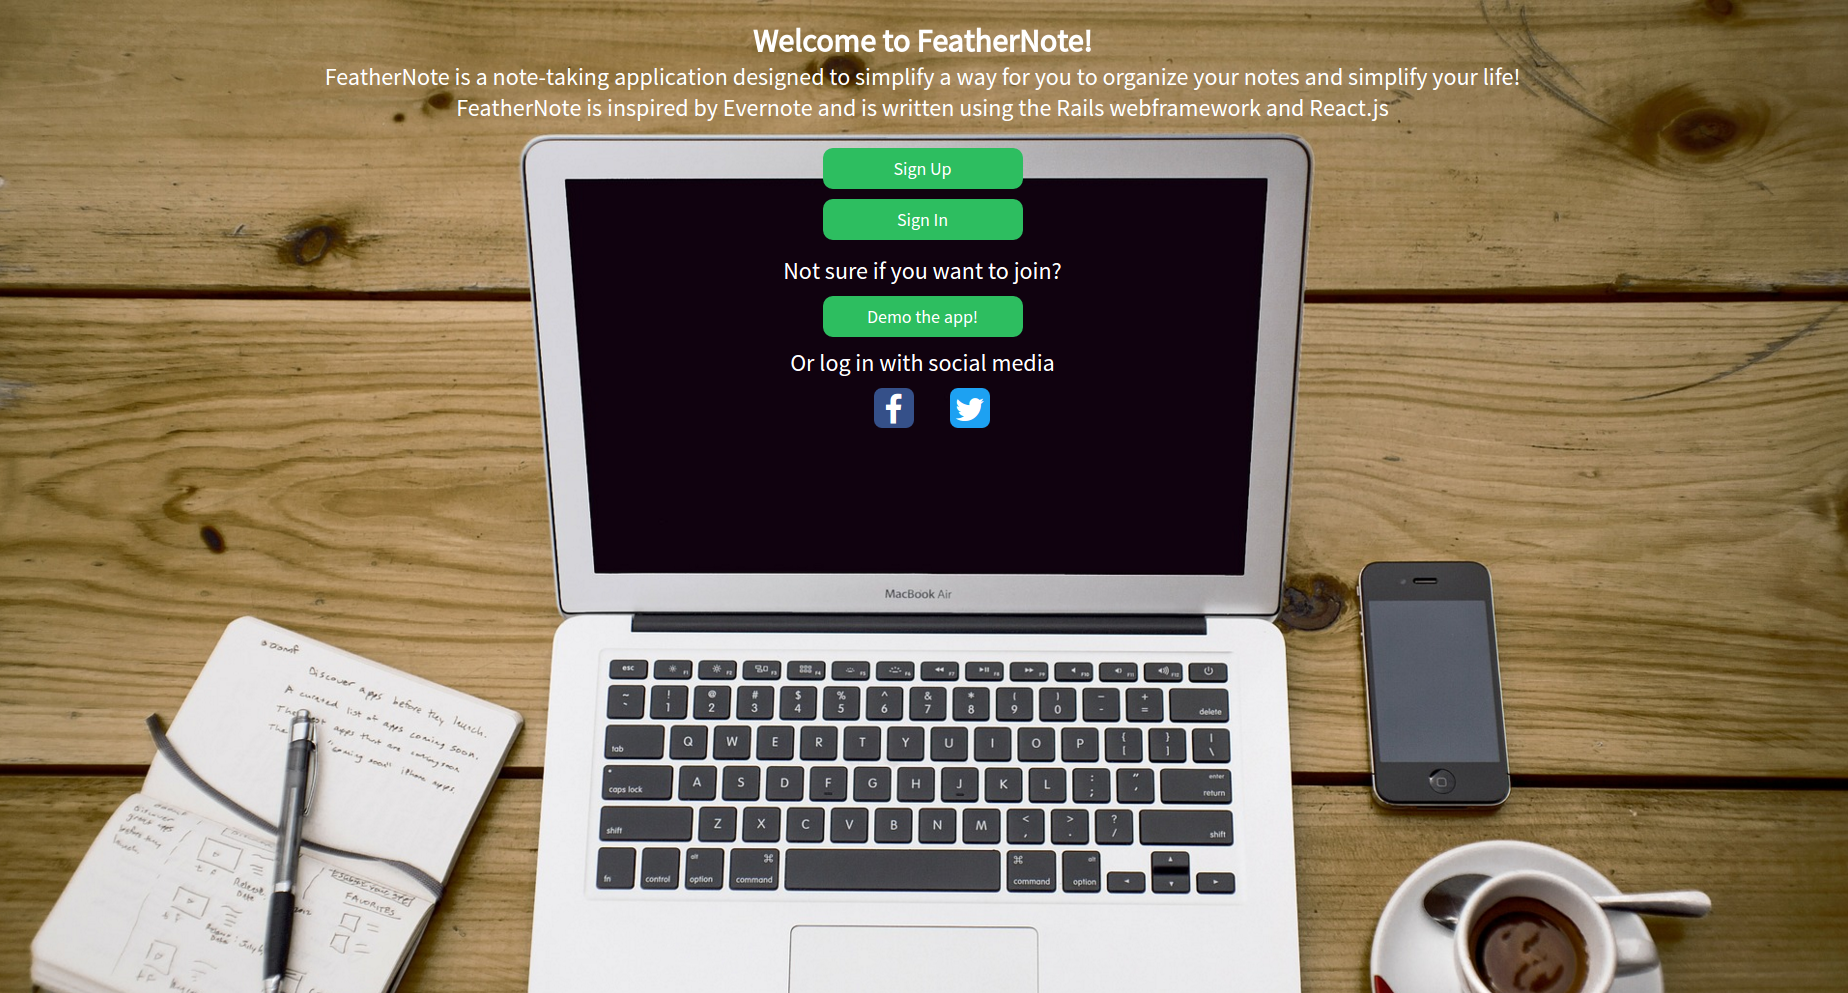 Welcome to FeatherNote!
FeatherNote is a note-taking application designed to simplify a way for you to organize your notes and simplify your life!
FeatherNote is inspired by Evernote and is written using the Rails webframework and React.js
Sign Up
Sign In
Not sure if you want to join?
Demo the app!
Or log in with social media
MacBook Air
Discover apps before they launch.
A curated list of apps coming soon.
The best apps that are coming soon
The "coming soon" iPhone apps.
Discover
great apps
before they
launch
Release
Date
FAVORITES
esc F1 F2 F3 F4 F5 F6 F7 F8 F9 F10 F11 F12
~ ! @ # $ % ^ & * ( ) _ +
` 1 2 3 4 5 6 7 8 9 0 - = delete
tab Q W E R T Y U I O P { [ } ] | \
caps lock A S D F G H J K L : ; " ' enter return
shift Z X C V B N M < , > . ? / shift
fn control alt option ⌘ command ⌘ command alt option